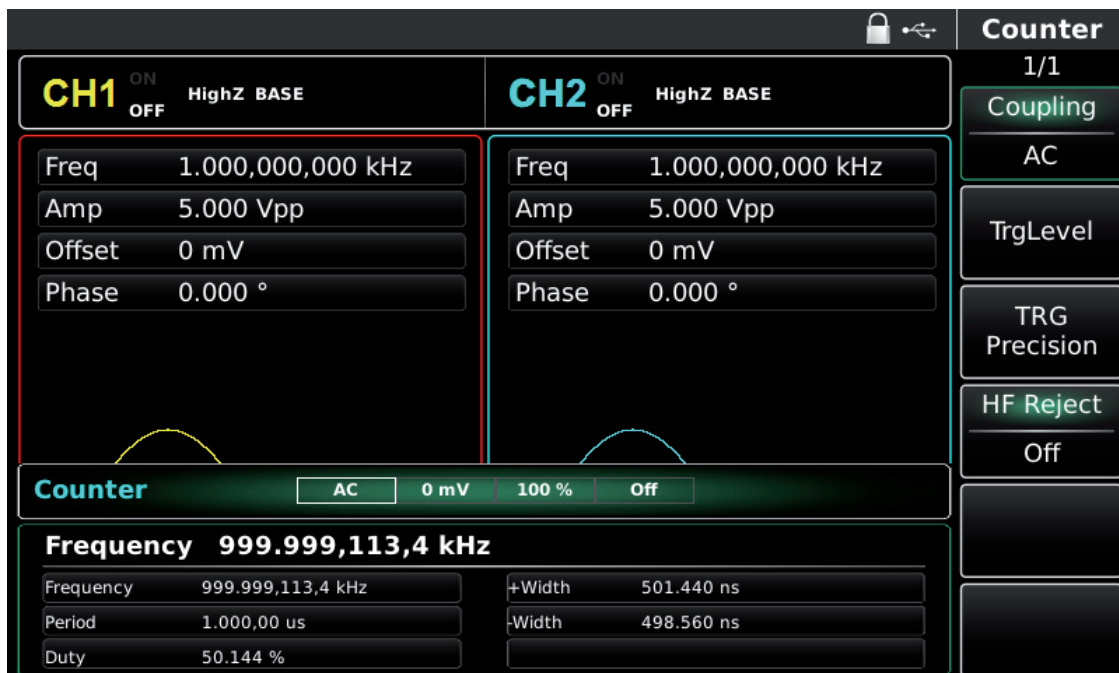 Counter
1/1
CH1 ON OFF HighZ BASE
CH2 ON OFF HighZ BASE
Freq 1.000,000,000 kHz
Amp 5.000 Vpp
Offset 0 mV
Phase 0.000 °
Freq 1.000,000,000 kHz
Amp 5.000 Vpp
Offset 0 mV
Phase 0.000 °
Coupling
AC
TrgLevel
TRG
Precision
HF Reject
Off
Counter AC 0 mV 100 % Off
Frequency 999.999,113,4 kHz
Frequency 999.999,113,4 kHz
Period 1.000,00 us
Duty 50.144 %
+Width 501.440 ns
-Width 498.560 ns